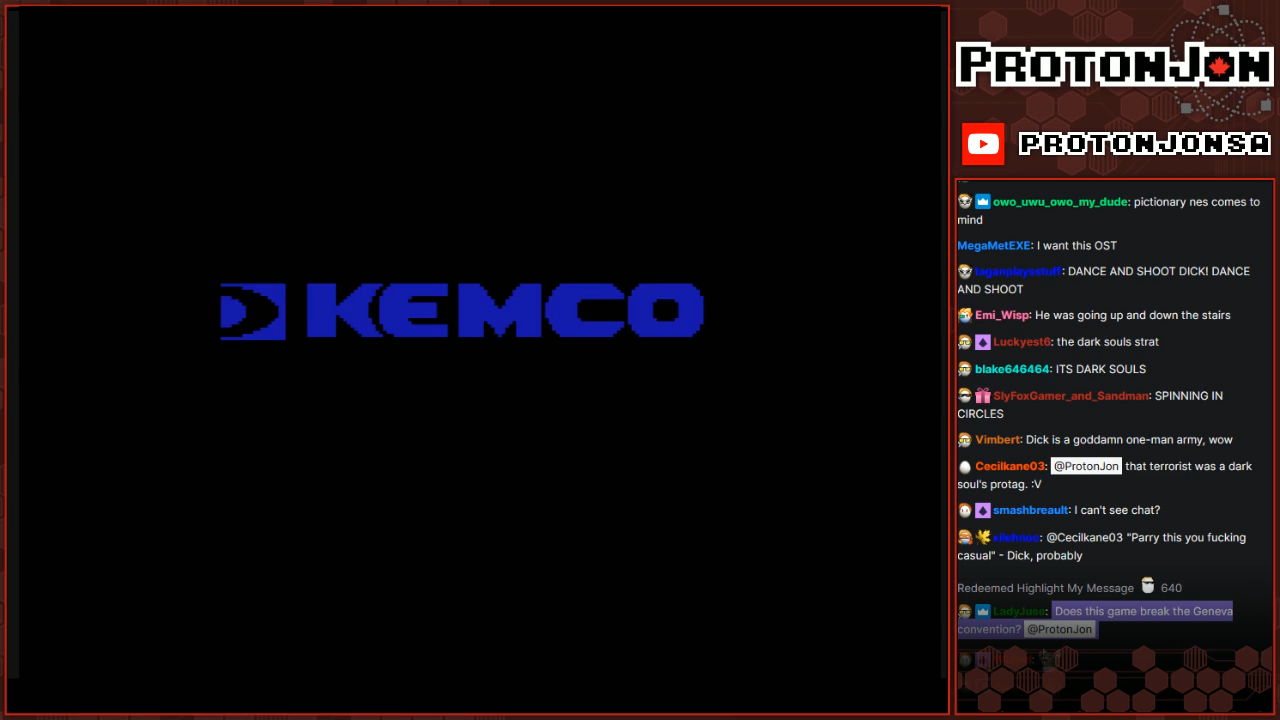 KEMCO
PROTONJON
PROTONJONSA
owo_uwu_owo_my_dude: pictionary nes comes to
mind
MegaMetEXE: I want this OST
taganplaysstuff: DANCE AND SHOOT DICK! DANCE
AND SHOOT
Emi_Wisp: He was going up and down the stairs
Luckyest6: the dark souls strat
blake646464: ITS DARK SOULS
SlyFoxGamer_and_Sandman: SPINNING IN
CIRCLES
Vimbert: Dick is a goddamn one-man army, wow
Cecilkane03: @ProtonJon that terrorist was a dark
soul's protag. :V
smashbreault: I can't see chat?
@Cecilkane03 "Parry this you fucking
casual" - Dick, probably
Redeemed Highlight My Message 640
LadyJuse: Does this game break the Geneva
convention? @ProtonJon